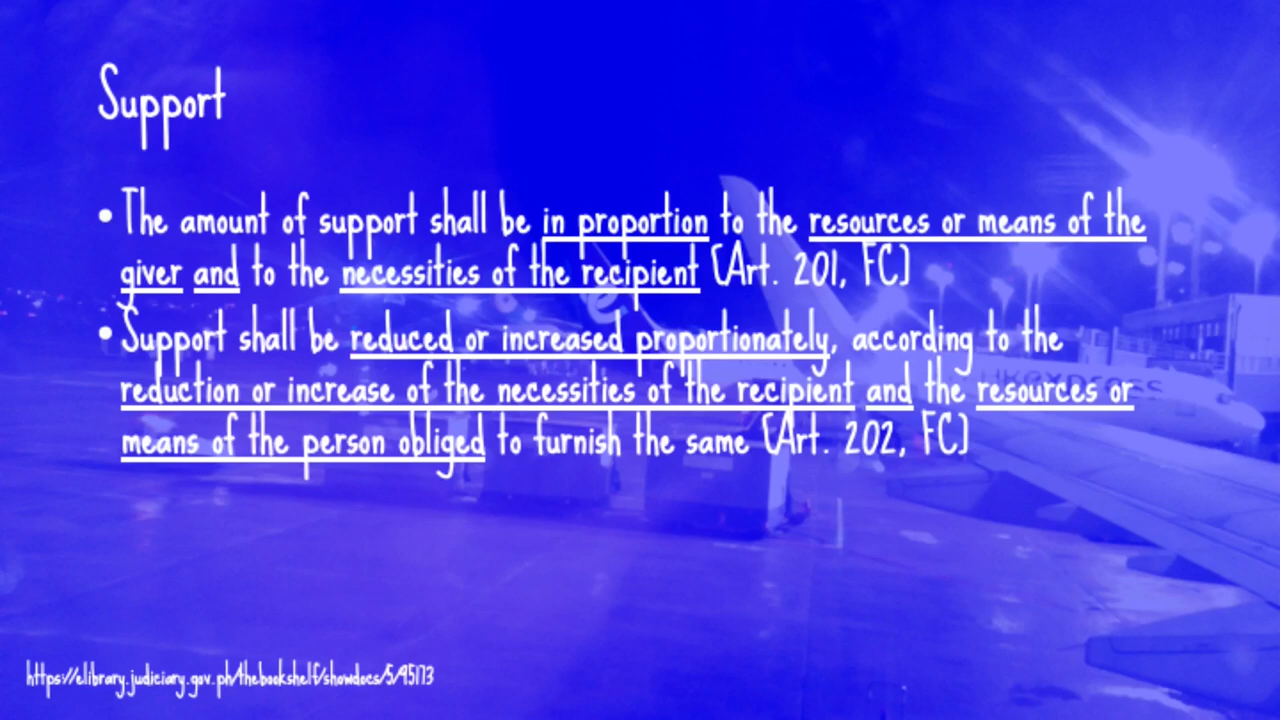 Support
• The amount of support shall be in proportion to the resources or means of the
giver and to the necessities of the recipient (Art. 201, FC)
• Support shall be reduced or increased proportionately, according to the
reduction or increase of the necessities of the recipient and the resources or
means of the person obliged to furnish the same (Art. 202, FC)
HKexpress
https://elibrary.judiciary.gov.ph/thebookshelf/showdocs/5/95173